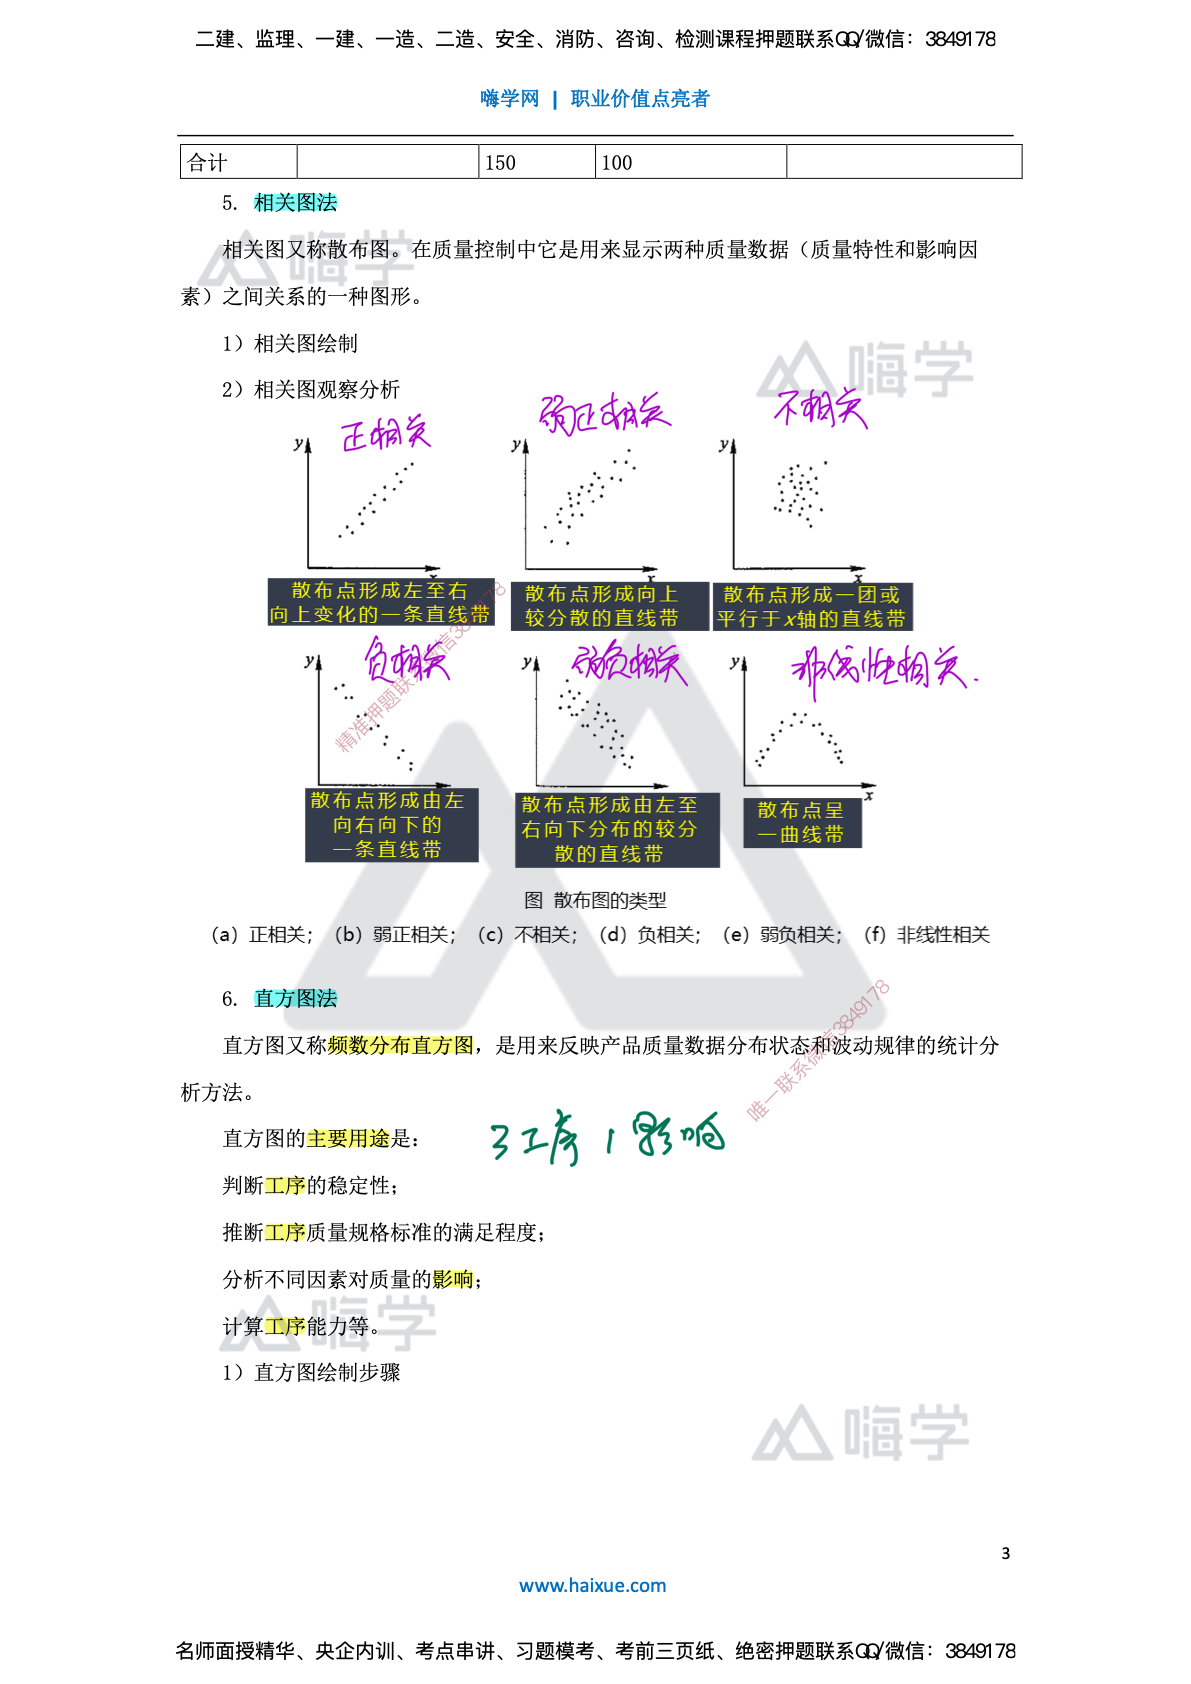 二建、监理、一建、一造、二造、安全、消防、咨询、检测课程押题联系QQ/微信：3849178
嗨学网 | 职业价值点亮者
合计 150 100
5. 相关图法
相关图又称散布图。在质量控制中它是用来显示两种质量数据（质量特性和影响因
素）之间关系的一种图形。
1）相关图绘制
2）相关图观察分析
正相关 弱正相关 不相关
y y y
x x x
散布点形成左至右
向上变化的一条直线带
散布点形成向上
较分散的直线带
散布点形成一团或
平行于x轴的直线带
负相关 弱负相关 非线性相关.
y y y
x
散布点形成由左
向右向下的
一条直线带
散布点形成由左至
右向下分布的较分
散的直线带
散布点呈
一曲线带
图 散布图的类型
（a）正相关；（b）弱正相关；（c）不相关；（d）负相关；（e）弱负相关；（f）非线性相关
6. 直方图法
直方图又称频数分布直方图，是用来反映产品质量数据分布状态和波动规律的统计分
析方法。
直方图的主要用途是：
3工序 1影响
判断工序的稳定性；
推断工序质量规格标准的满足程度；
分析不同因素对质量的影响；
计算工序能力等。
1）直方图绘制步骤
嗨学
嗨学
嗨学
嗨学
精准押题联系微信3849178
唯一联系微信3849178
3
www.haixue.com
名师面授精华、央企内训、考点串讲、习题模考、考前三页纸、绝密押题联系QQ/微信：3849178